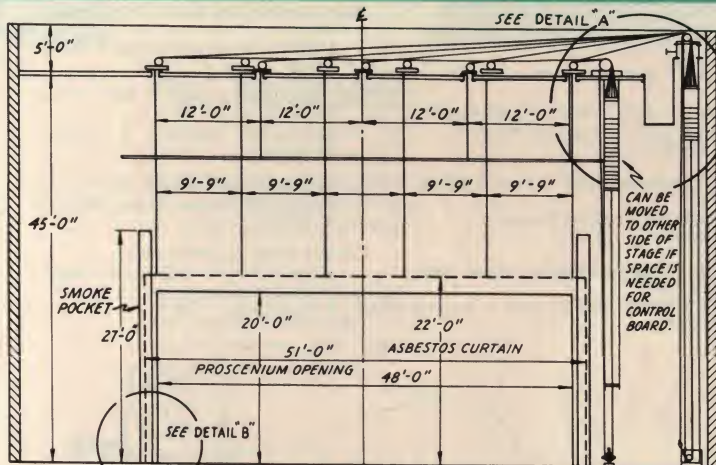 ℄
SEE DETAIL "A"
5'-0"
12'-0"
12'-0"
12'-0"
12'-0"
9'-9"
9'-9"
9'-9"
9'-9"
45'-0"
CAN BE
MOVED
TO OTHER
SIDE OF
STAGE IF
SPACE IS
NEEDED
FOR
CONTROL
BOARD.
SMOKE
POCKET
27'-0"
20'-0"
22'-0"
51'-0"
ASBESTOS CURTAIN
PROSCENIUM OPENING
48'-0"
SEE DETAIL "B"